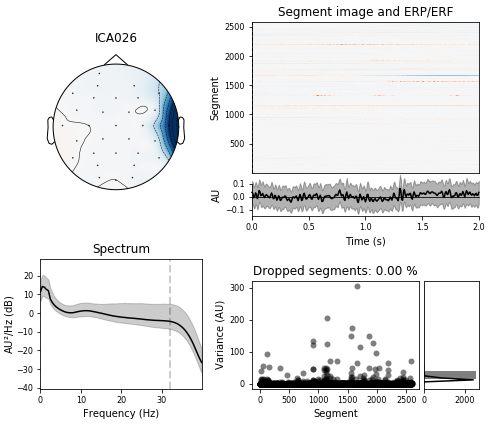 Segment image and ERP/ERF
ICA026
2500
2000
1500
1000
500
Segment
0.1
0.0
−0.1
AU
0.0 0.5 1.0 1.5 2.0
Time (s)
Spectrum
20
10
0
−10
−20
−30
−40
AU²/Hz (dB)
0 10 20 30
Frequency (Hz)
Dropped segments: 0.00 %
300
200
100
0
Variance (AU)
0 500 1000 1500 2000 2500
Segment
0 2000